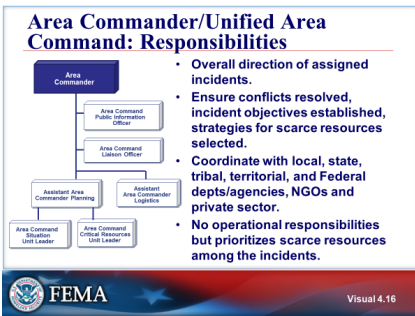 Area Commander/Unified Area
Command: Responsibilities
Area
Commander
Area Command
Public Information
Officer
Area Command
Liaison Officer
Assistant Area
Commander Planning
Assistant
Area Commander
Logistics
Area Command
Situation
Unit Leader
Area Command
Critical Resources
Unit Leader
• Overall direction of assigned
incidents.
• Ensure conflicts resolved,
incident objectives established,
strategies for scarce resources
selected.
• Coordinate with local, state,
tribal, territorial, and Federal
depts/agencies, NGOs and
private sector.
• No operational responsibilities
but prioritizes scarce resources
among the incidents.
FEMA
Visual 4.16